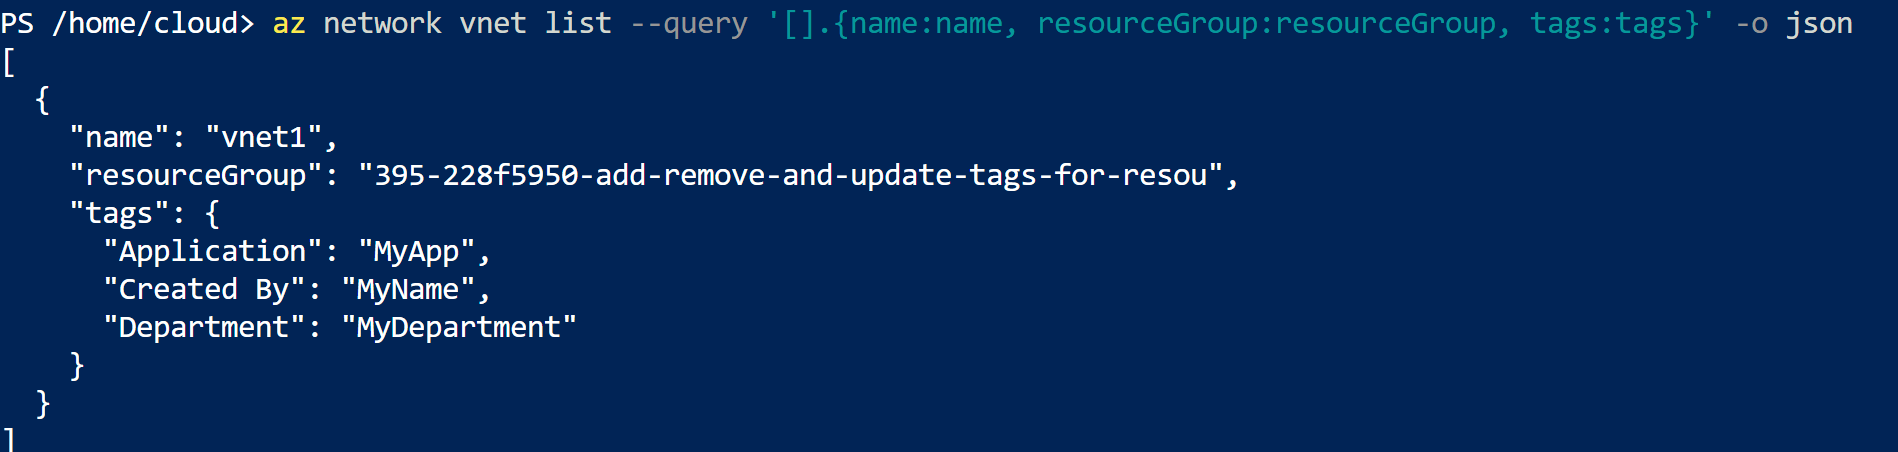 PS /home/cloud> az network vnet list --query '[].{name:name, resourceGroup:resourceGroup, tags:tags}' -o json
[
  {
    "name": "vnet1",
    "resourceGroup": "395-228f5950-add-remove-and-update-tags-for-resou",
    "tags": {
      "Application": "MyApp",
      "Created By": "MyName",
      "Department": "MyDepartment"
    }
  }
]